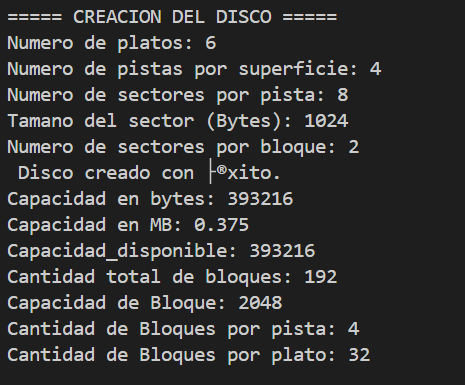 ===== CREACION DEL DISCO =====
Numero de platos: 6
Numero de pistas por superficie: 4
Numero de sectores por pista: 8
Tamano del sector (Bytes): 1024
Numero de sectores por bloque: 2
 Disco creado con ├®xito.
Capacidad en bytes: 393216
Capacidad en MB: 0.375
Capacidad_disponible: 393216
Cantidad total de bloques: 192
Capacidad de Bloque: 2048
Cantidad de Bloques por pista: 4
Cantidad de Bloques por plato: 32